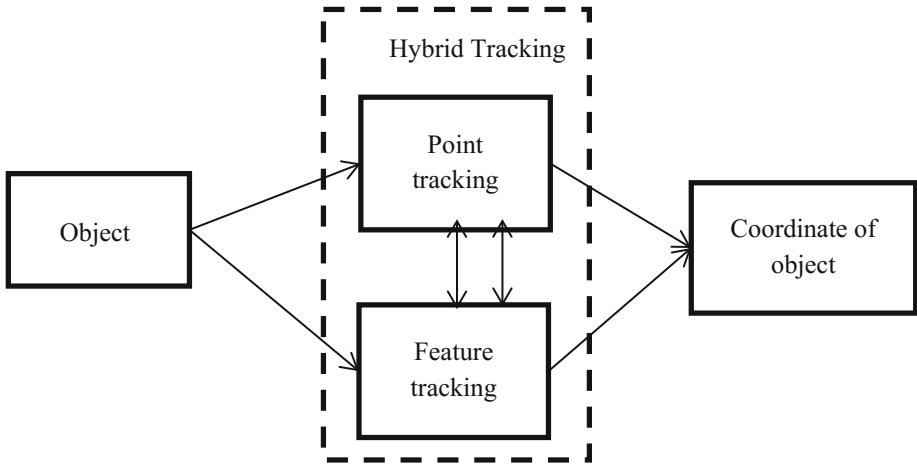 Hybrid Tracking
Point
tracking
Object
Coordinate of
object
Feature
tracking